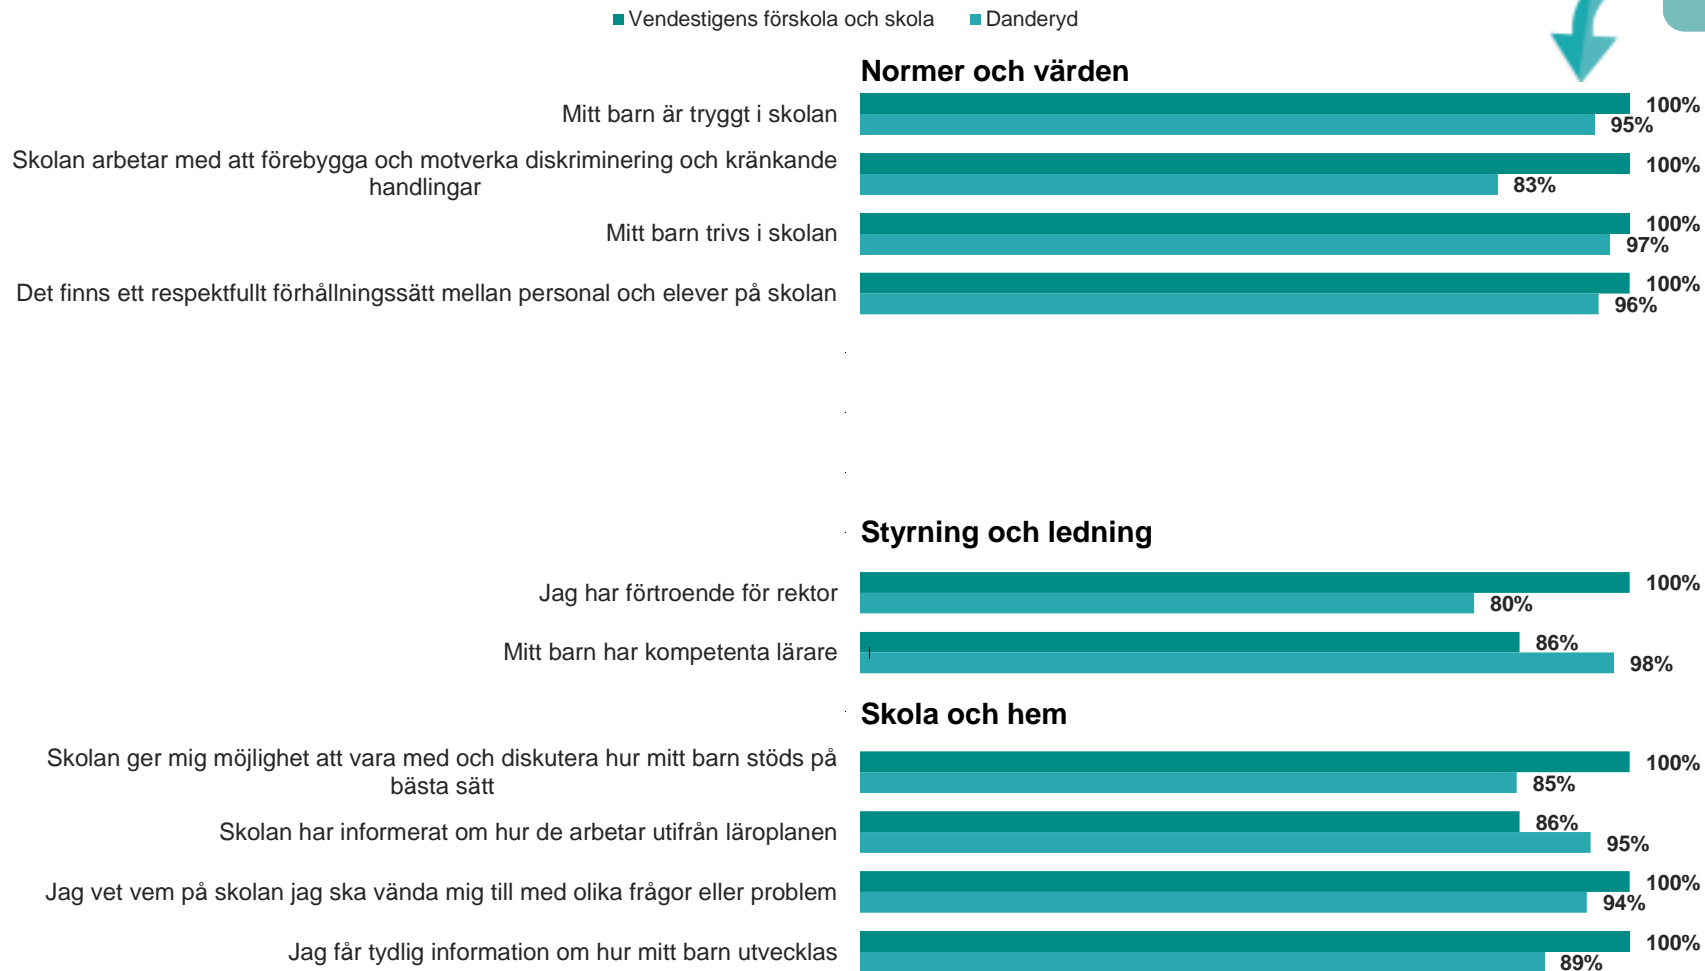 Vendestigens förskola och skola Danderyd
Normer och värden
Mitt barn är tryggt i skolan
100%
95%
Skolan arbetar med att förebygga och motverka diskriminering och kränkande
handlingar
100%
83%
Mitt barn trivs i skolan
100%
97%
Det finns ett respektfullt förhållningssätt mellan personal och elever på skolan
100%
96%
Styrning och ledning
Jag har förtroende för rektor
100%
80%
Mitt barn har kompetenta lärare
86%
98%
Skola och hem
Skolan ger mig möjlighet att vara med och diskutera hur mitt barn stöds på
bästa sätt
100%
85%
Skolan har informerat om hur de arbetar utifrån läroplanen
86%
95%
Jag vet vem på skolan jag ska vända mig till med olika frågor eller problem
100%
94%
Jag får tydlig information om hur mitt barn utvecklas
100%
89%